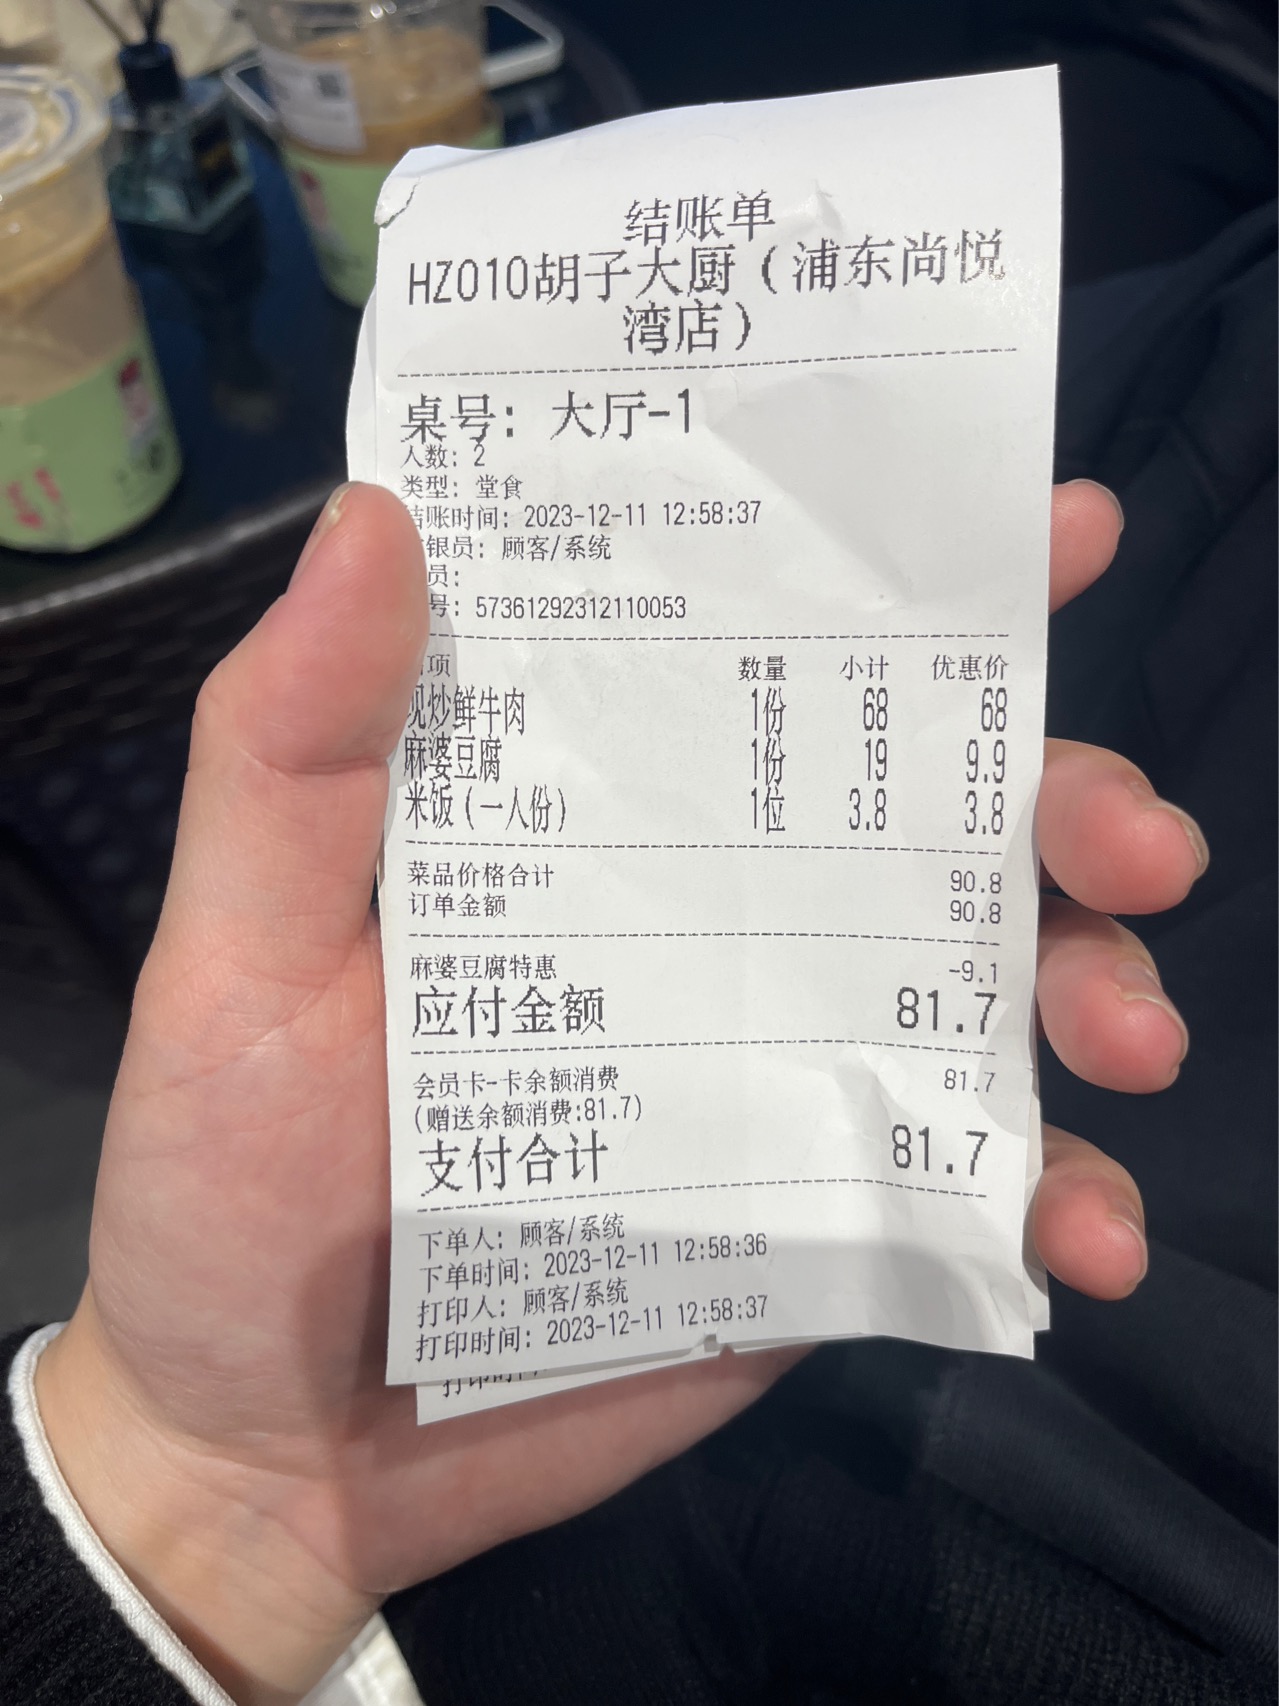 结账单
HZ010胡子大厨（浦东尚悦
湾店）
桌号：大厅-1
人数：2
类型：堂食
结账时间：2023-12-11 12:58:37
银员：顾客/系统
员：
号：57361292312110053
项 数量 小计 优惠价
现炒鲜牛肉 1份 68 68
麻婆豆腐 1份 19 9.9
米饭（一人份） 1位 3.8 3.8
菜品价格合计 90.8
订单金额 90.8
麻婆豆腐特惠 -9.1
应付金额 81.7
会员卡-卡余额消费 81.7
(赠送余额消费:81.7)
支付合计 81.7
下单人：顾客/系统
下单时间：2023-12-11 12:58:36
打印人：顾客/系统
打印时间：2023-12-11 12:58:37